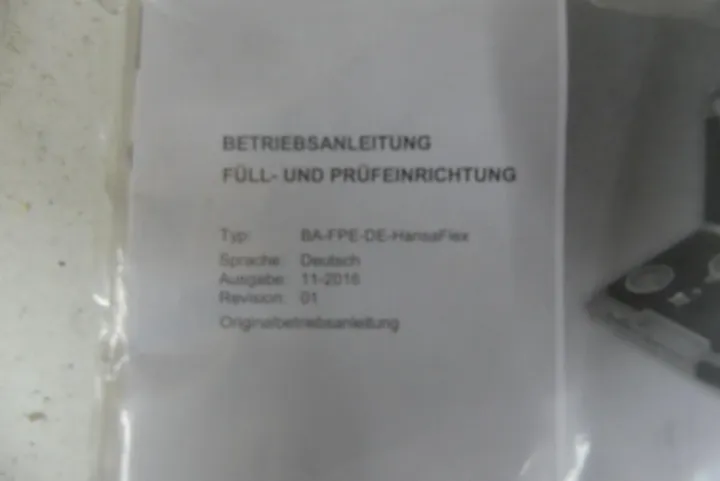 BETRIEBSANLEITUNG
FÜLL- UND PRÜFEINRICHTUNG
Typ: BA-FPE-DE-HansaFlex
Sprache: Deutsch
Ausgabe: 11-2016
Revision: 01
Originalbetriebsanleitung